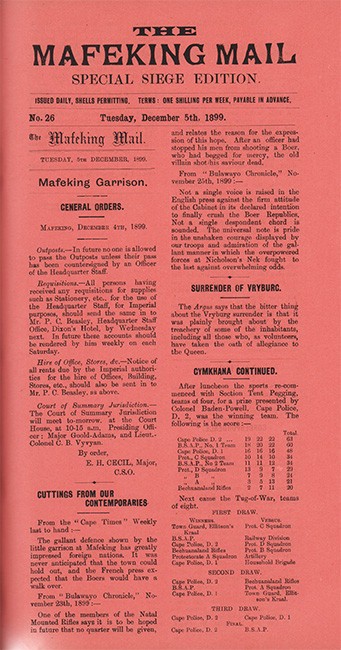 THE
MAFEKING MAIL
SPECIAL SIEGE EDITION.
ISSUED DAILY, SHELLS PERMITTING. TERMS: ONE SHILLING PER WEEK, PAYABLE IN ADVANCE.
No. 26 Tuesday, December 5th. 1899.
The Mafeking Mail.
TUESDAY, 5TH DECEMBER, 1899.
Mafeking Garrison.
GENERAL ORDERS.
MAFEKING, DECEMBER 4TH, 1899.
Outposts.—In future no one is allowed
to pass the Outposts unless their pass
has been countersigned by an Officer
of the Headquarter Staff.
Requisitions.—All persons having
received any requisitions for supplies
such as Stationery, etc., for the use of
the Headquarter Staff, for Imperial
purposes, should send the same in to
Mr. P. C. Beasley, Headquarter Staff
Office, Dixon's Hotel, by Wednesday
next. In future these accounts should
be rendered by him weekly on each
Saturday.
Hire of Office, Stores, etc.—Notice of
all rents due by the Imperial authori-
ties for the hire of Offices, Building,
Stores, etc., should also be sent in to
Mr. P. C. Beasley, as above.
Court of Summary Jurisdiction.—
The Court of Summary Jurisdiction
will meet to-morrow, at the Court
House, at 10-15 a.m. Presiding Offi-
cer: Major Goold-Adams, and Lieut.-
Colonel C. B. Vyvyan.
By order,
E. H. CECIL, Major,
C.S.O.
CUTTINGS FROM OUR
CONTEMPORARIES
From the "Cape Times" Weekly
last to hand :—
The gallant defence shown by the
little garrison at Mafeking has greatly
impressed foreign nations. It was
never anticipated that the town could
hold out, and the French press ex-
pected that the Boers would have a
walk over.
From "Bulawayo Chronicle," No-
vember 23th, 1899 :—
One of the members of the Natal
Mounted Rifles says it is to be hoped
in future that no quarter will be given,
and relates the reason for the expres-
sion of this hope. After an officer had
stopped his men from shooting a Boer,
who had begged for mercy, the old
villain shot his saviour dead.
From "Bulawayo Chronicle," No-
vember 25th, 1899 :—
Not a single voice is raised in the
English press against the firm attitude
of the Cabinet in its declared intention
to finally crush the Boer Republics.
Not a single despondent chord is
sounded. The universal note is pride
in the unshaken courage displayed by
our troops and admiration of the gal-
lant manner in which the overpowered
forces at Nicholson's Nek fought to
the last against overwhelming odds.
SURRENDER OF VRYBURG.
The Argus says that the bitter thing
about the Vryburg surrender is that it
was plainly brought about by the
treachery of some of the inhabitants,
including all those who, as volunteers,
have taken the oath of allegiance to
the Queen.
GYMKHANA CONTINUED.
After luncheon the sports re-com-
menced with Section Tent Pegging,
teams of four, for a prize presented by
Colonel Baden-Powell, Cape Police,
D, 2, was the winning team. The
following is the score :—
Total.
Cape Police D. 2 ... 19 22 22 63
B.S.A.P. No. 1 Team 18 20 22 60
Cape Police, D. 1 16 16 16 48
Prot., C Squadron 10 14 10 34
B.S.A.P., No 2 Team 11 11 12 34
Prot., D Squadron
" B "
" A "
Bechuanaland Rifles 2 7 11 20
Next came the Tug-of-War, teams
of eight.
FIRST DRAW.
WINNERS. VERSUS.
Town Guard, Ellitson's Prot. C Squadron
Kraal
B.S.A.P. Railway Division
Cape Police, D. 2 Prot. D Squadron
Bechuanaland Rifles Prot. B Squadron
Protectorate A Squadron Artillery
Cape Police, D. 1 Household Brigade
SECOND DRAW.
Cape Police, D. 2 Bechuanaland Rifles
B.S.A.P. Prot. A Squadron
Cape Police, D. 1 Town Guard, Ellit-
son's Kraal.
THIRD DRAW.
Cape Police, D. 2 Cape Police, D. 1
FINAL.
Cape Police, D. 2 B.S.A.P.